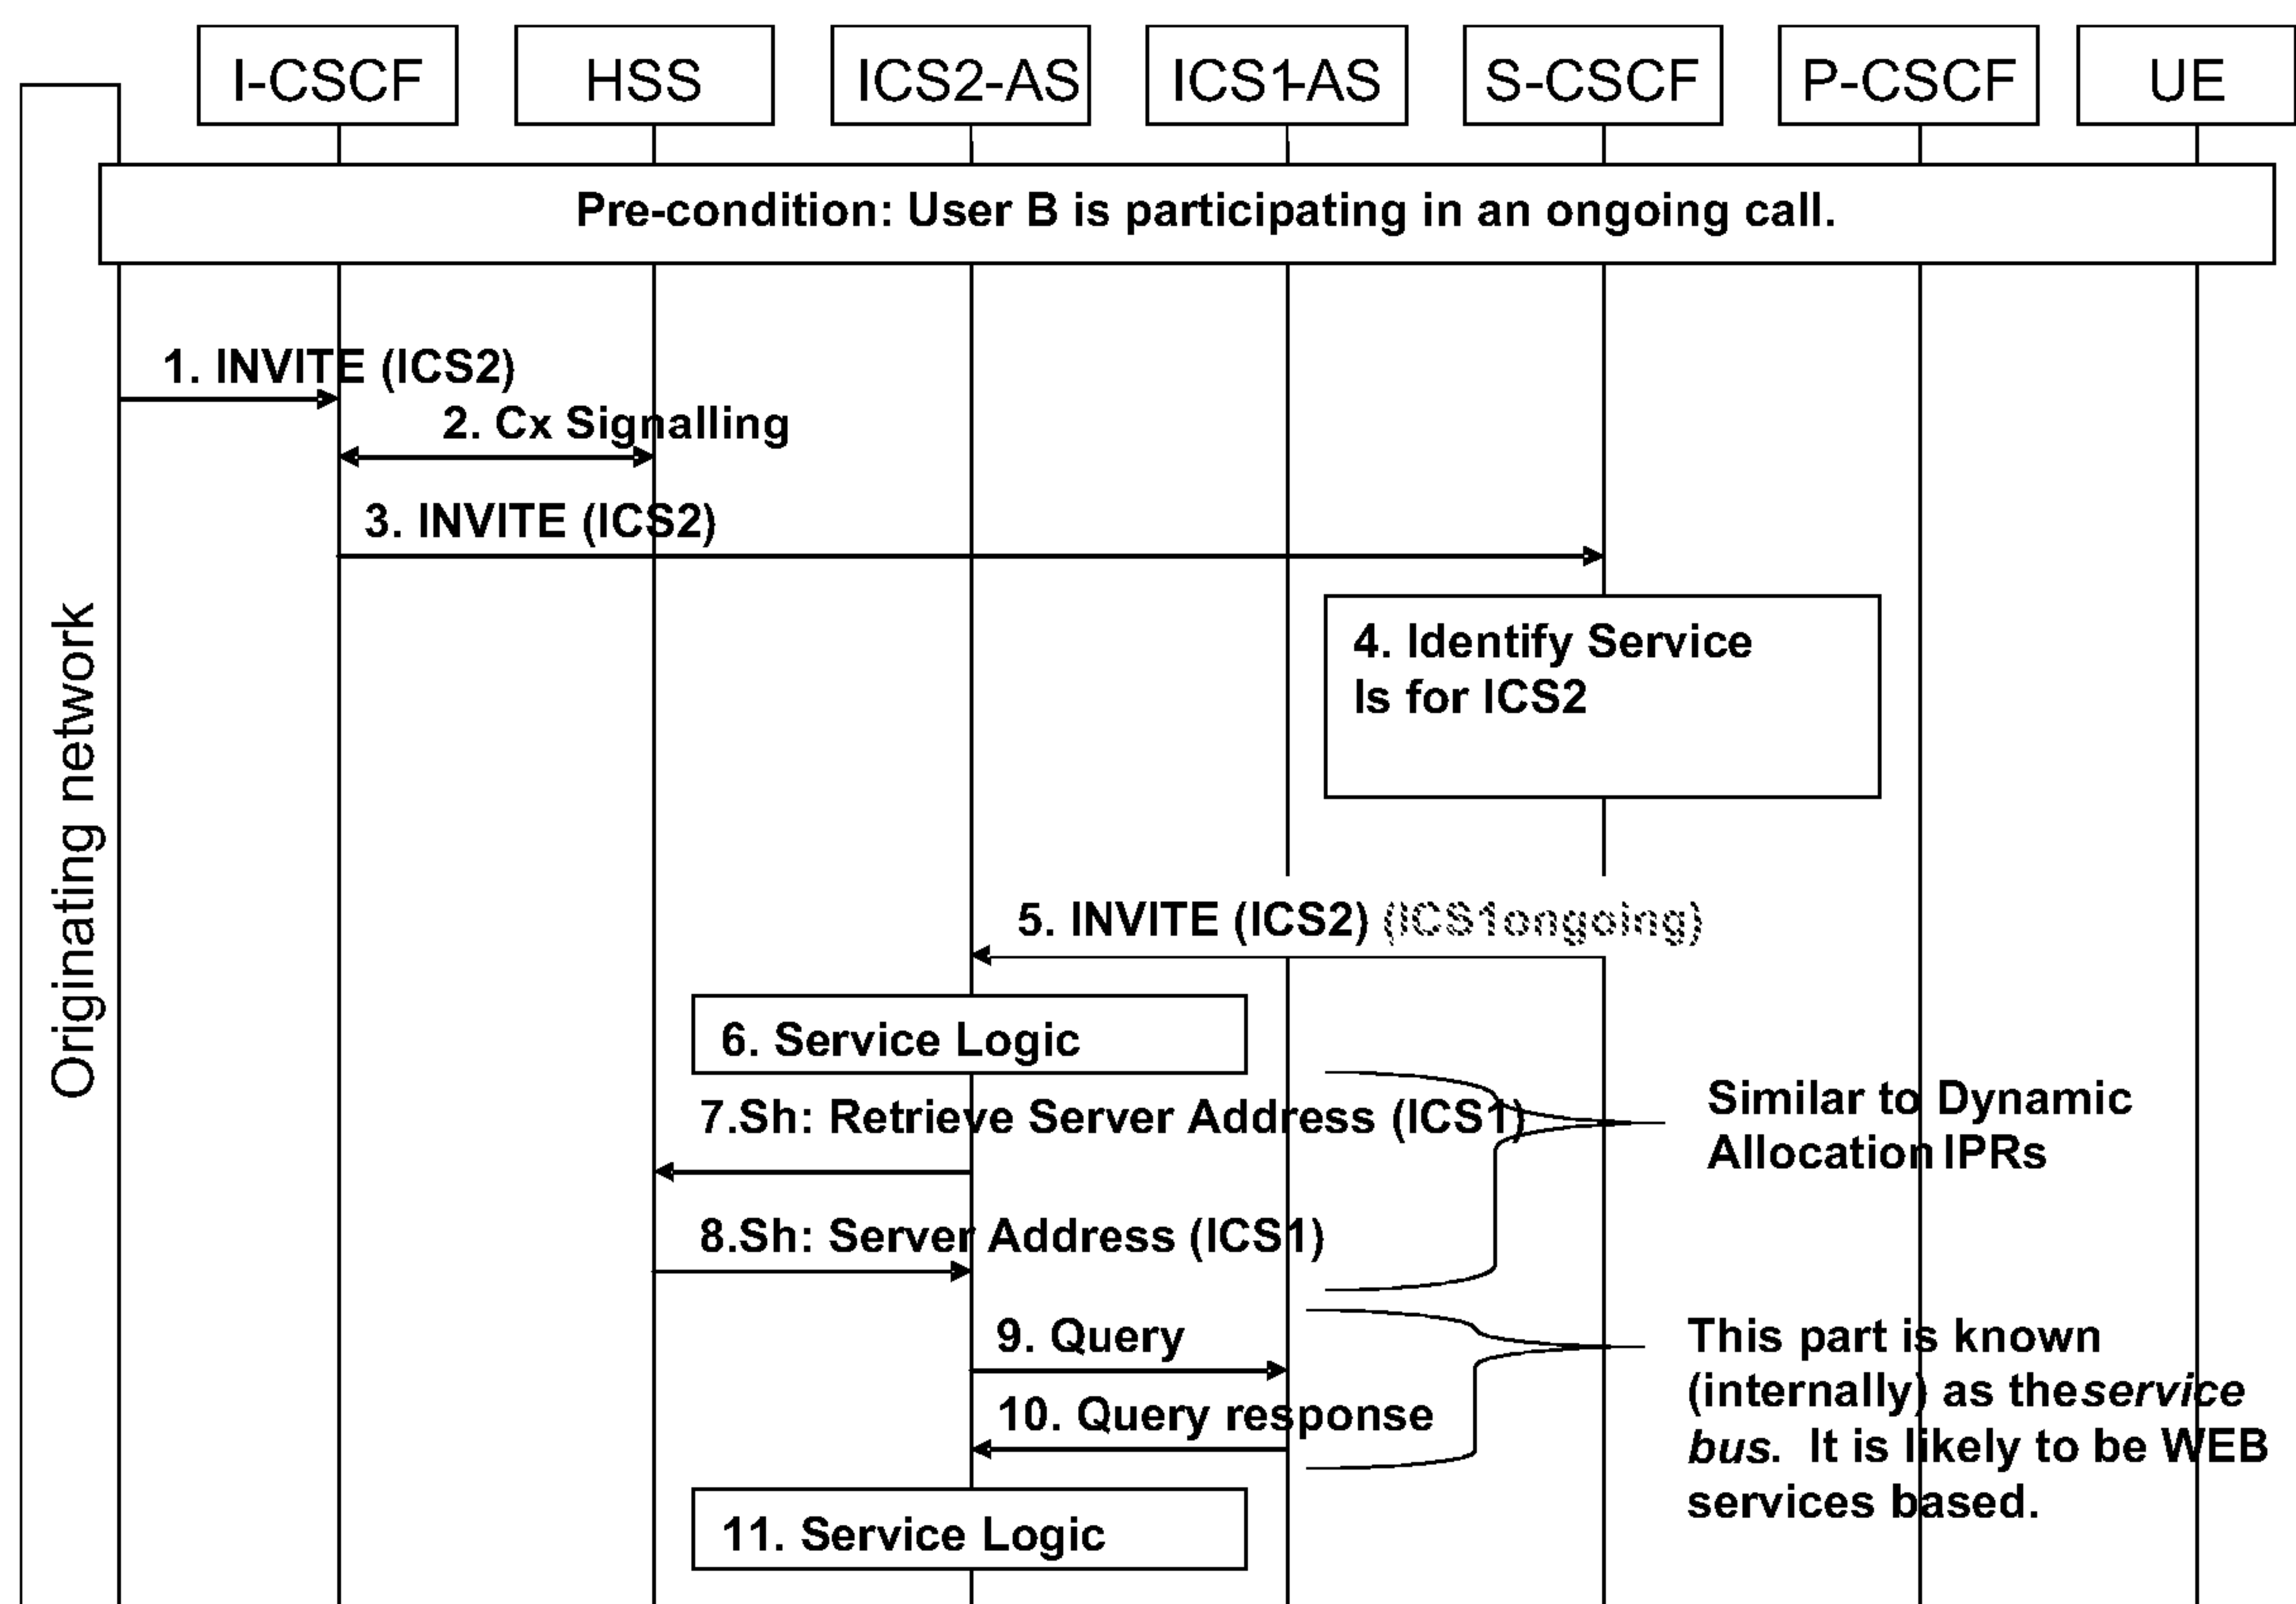 I-CSCF
HSS
ICS2-AS
ICS1-AS
S-CSCF
P-CSCF
UE
Pre-condition: User B is participating in an ongoing call.
Originating network
1. INVITE (ICS2)
2. Cx Signalling
3. INVITE (ICS2)
4. Identify Service
Is for ICS2
5. INVITE (ICS2) (ICS1ongoing)
6. Service Logic
7.Sh: Retrieve Server Address (ICS1)
Similar to Dynamic
Allocation IPRs
8.Sh: Server Address (ICS1)
9. Query
10. Query response
This part is known
(internally) as theservice
bus. It is likely to be WEB
services based.
11. Service Logic